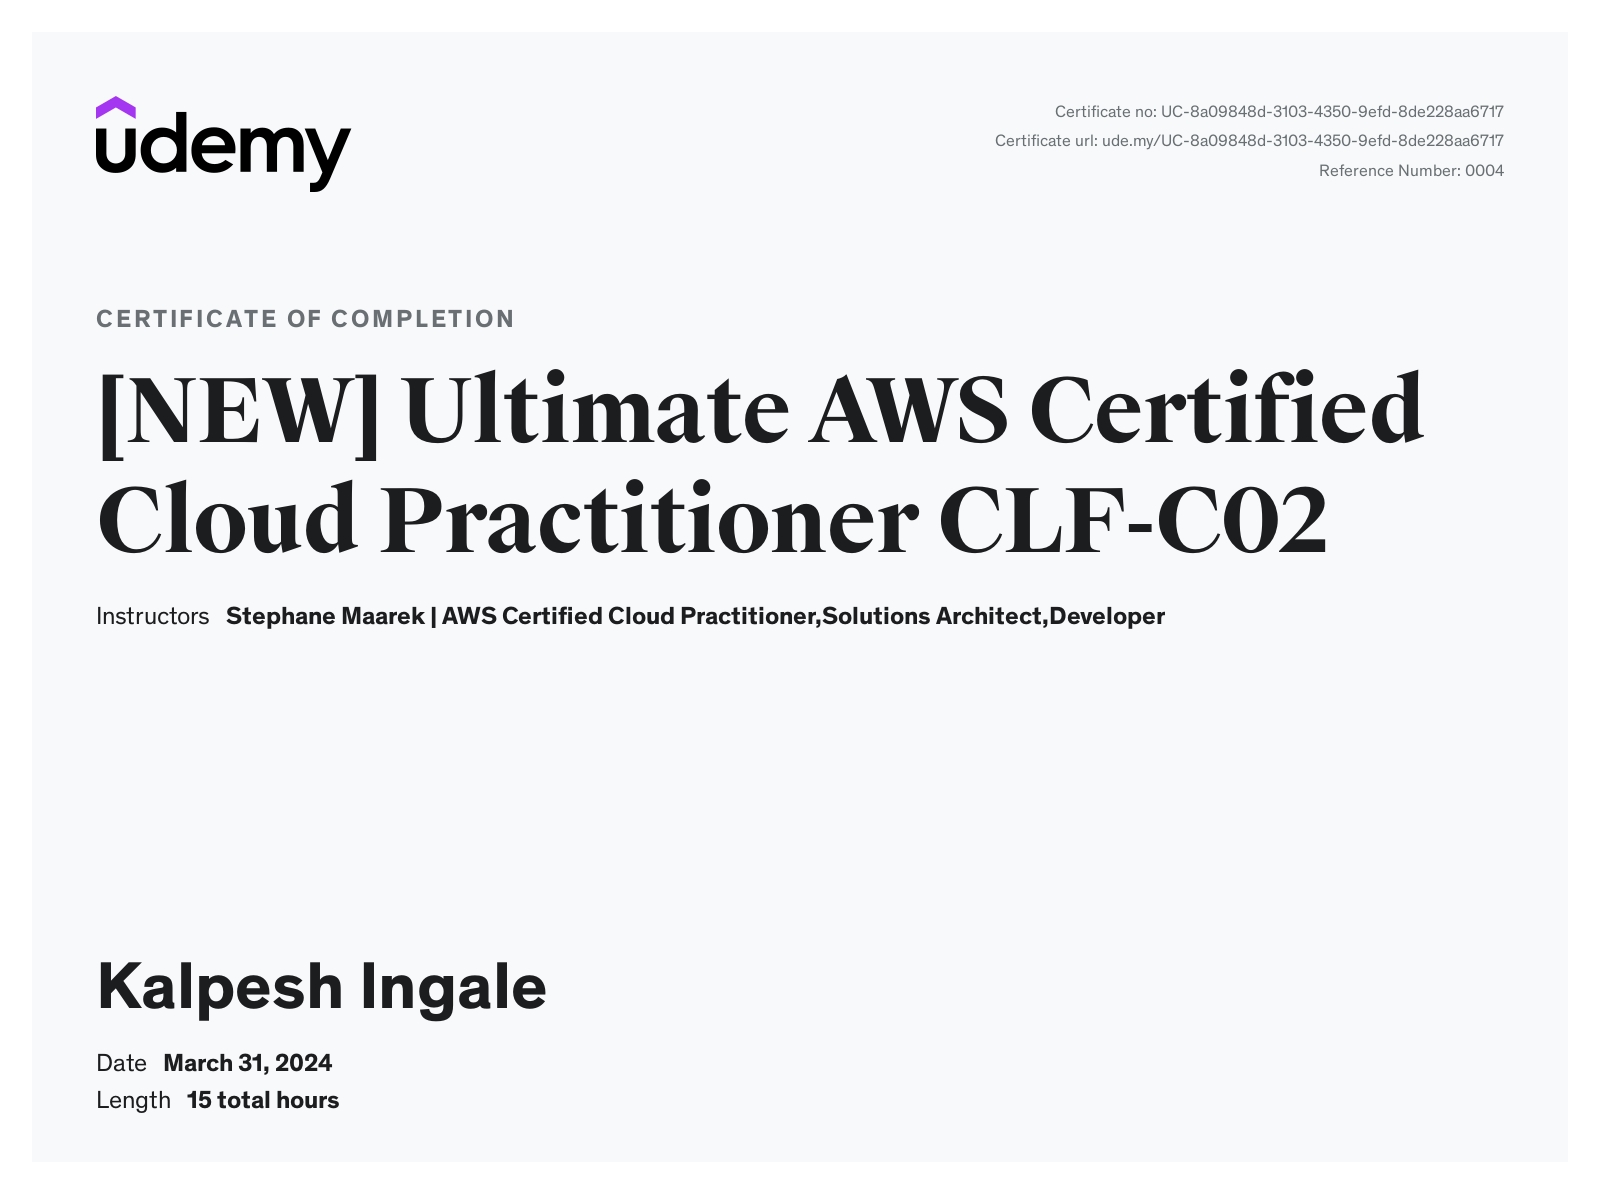 udemy
Certificate no: UC-8a09848d-3103-4350-9efd-8de228aa6717
Certificate url: ude.my/UC-8a09848d-3103-4350-9efd-8de228aa6717
Reference Number: 0004
CERTIFICATE OF COMPLETION
[NEW] Ultimate AWS Certified
Cloud Practitioner CLF-C02
Instructors Stephane Maarek | AWS Certified Cloud Practitioner,Solutions Architect,Developer
Kalpesh Ingale
Date March 31, 2024
Length 15 total hours